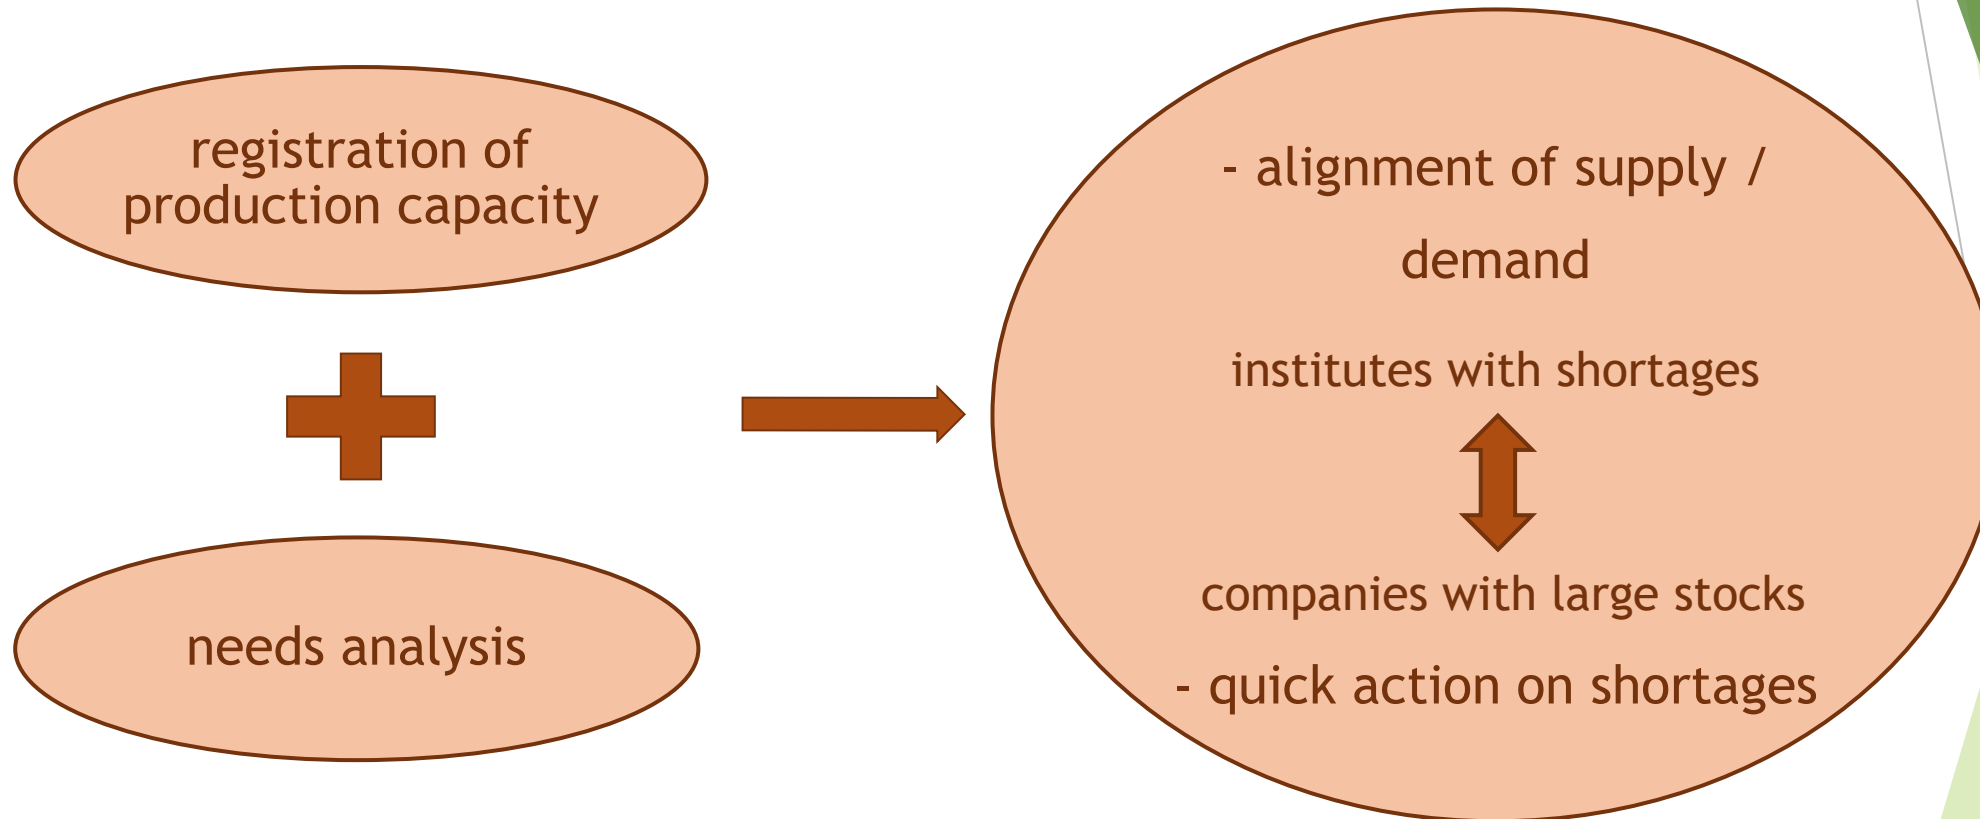 registration of
production capacity
needs analysis
- alignment of supply /
demand
institutes with shortages
companies with large stocks
- quick action on shortages